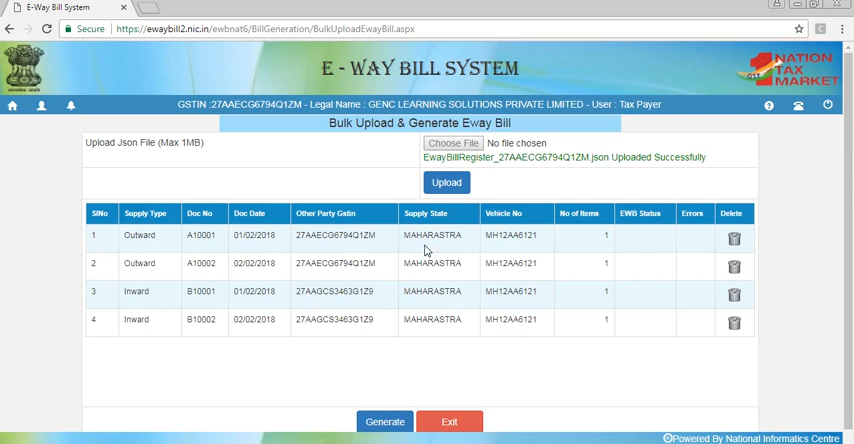 E-Way Bill System
Secure
https://ewaybill2.nic.in/ewbnat6/BillGeneration/BulkUploadEwayBill.aspx
E - WAY BILL SYSTEM
GST
1 NATION
TAX
MARKET
GSTIN :27AAECG6794Q1ZM - Legal Name : GENC LEARNING SOLUTIONS PRIVATE LIMITED - User : Tax Payer
Bulk Upload & Generate Eway Bill
Upload Json File (Max 1MB) Choose File No file chosen
EwayBillRegister_27AAECG6794Q1ZM.json Uploaded Successfully
Upload
SlNo Supply Type Doc No Doc Date Other Party Gstin Supply State Vehicle No No of Items EWB Status Errors Delete
1 Outward A10001 01/02/2018 27AAECG6794Q1ZM MAHARASTRA MH12AA6121 1
2 Outward A10002 02/02/2018 27AAECG6794Q1ZM MAHARASTRA MH12AA6121 1
3 Inward B10001 01/02/2018 27AAGCS3463G1Z9 MAHARASTRA MH12AA6121 1
4 Inward B10002 02/02/2018 27AAGCS3463G1Z9 MAHARASTRA MH12AA6121 1
Generate Exit
©Powered By National Informatics Centre